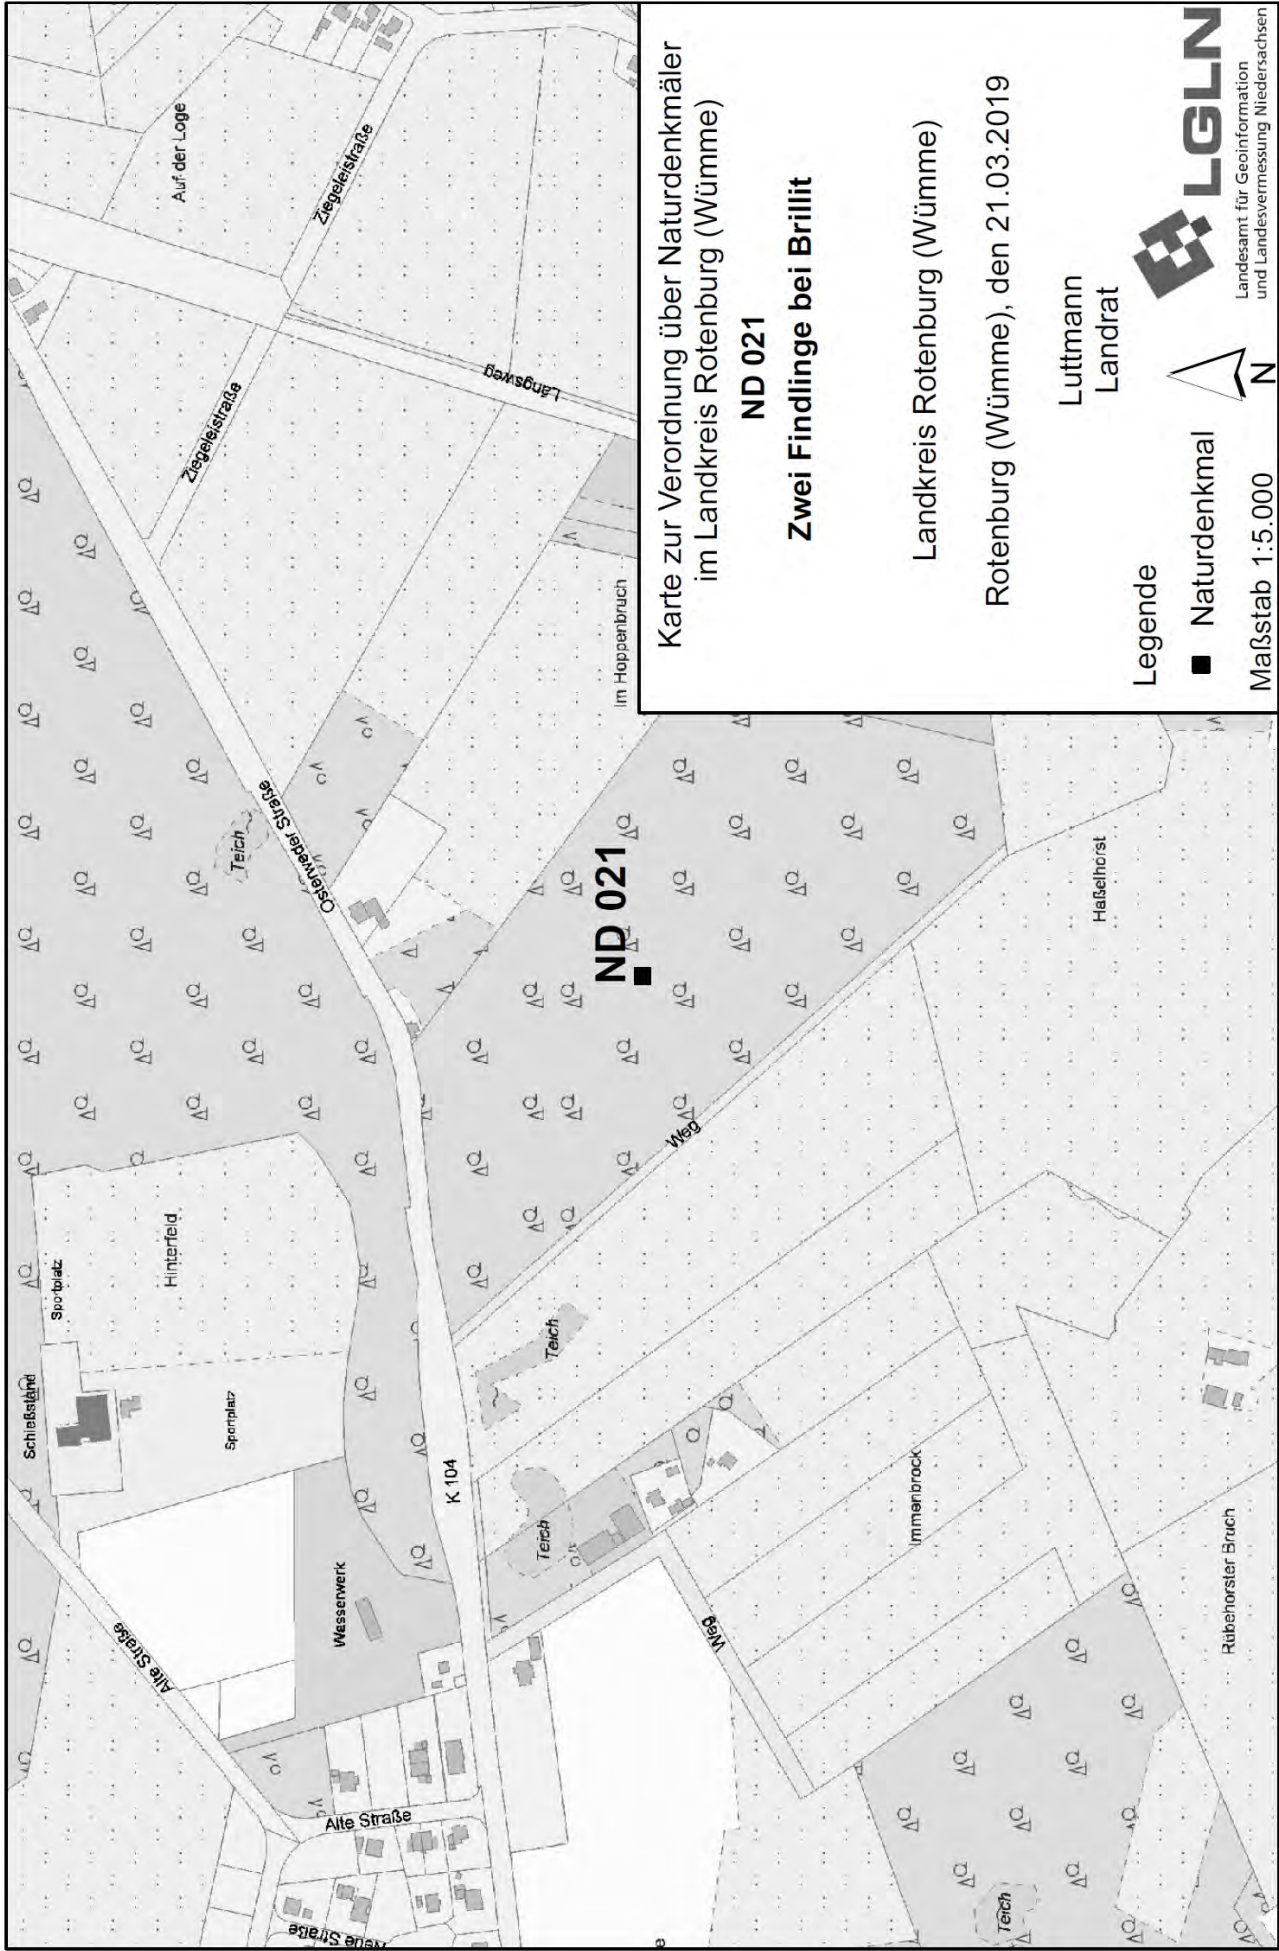 Schießstand
Sportplatz
Hinterfeld
Sportplatz
Wasserwerk
Alte Straße
Alte Straße
Neue Straße
K 104
Teich
Teich
Teich
Teich
Weg
Weg
Osterweder Straße
Ziegeleistraße
Ziegeleistraße
Auf der Loge
Längsweg
Im Hoppenbruch
ND 021
Haßelhorst
Immenbrock
Rübehorster Bruch
e
Karte zur Verordnung über Naturdenkmäler
im Landkreis Rotenburg (Wümme)
ND 021
Zwei Findlinge bei Brillit
Landkreis Rotenburg (Wümme)
Rotenburg (Wümme), den 21.03.2019
Luttmann
Landrat
Legende
Naturdenkmal
Maßstab 1:5.000
N
LGLN
Landesamt für Geoinformation
und Landesvermessung Niedersachsen